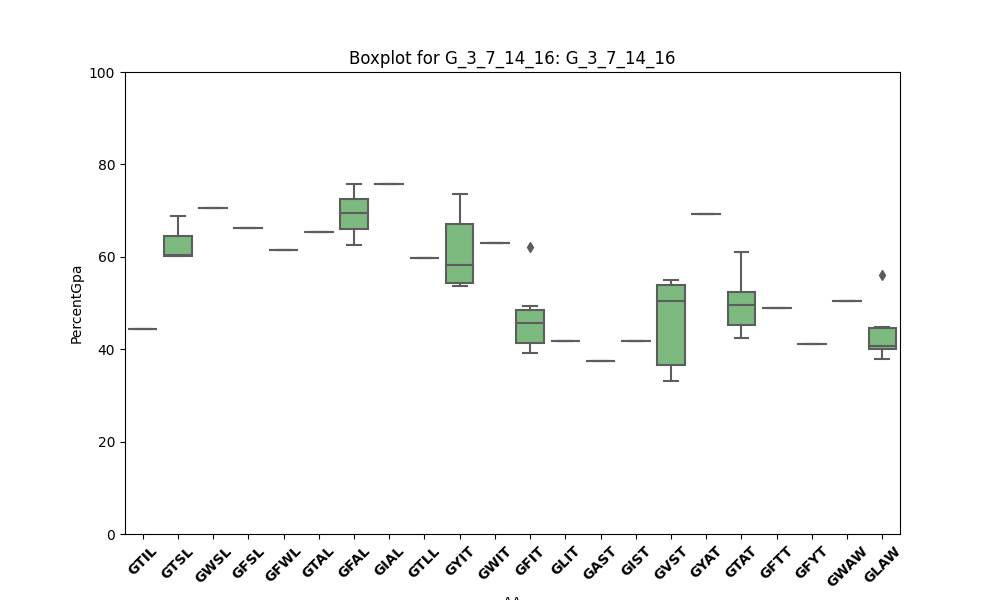 Boxplot for G_3_7_14_16: G_3_7_14_16
100
80
60
40
20
0
PercentGpa
GTIL
GTSL
GWSL
GFSL
GFWL
GTAL
GFAL
GIAL
GTLL
GYIT
GWIT
GFIT
GLIT
GAST
GIST
GVST
GYAT
GTAT
GFTT
GFYT
GWAW
GLAW